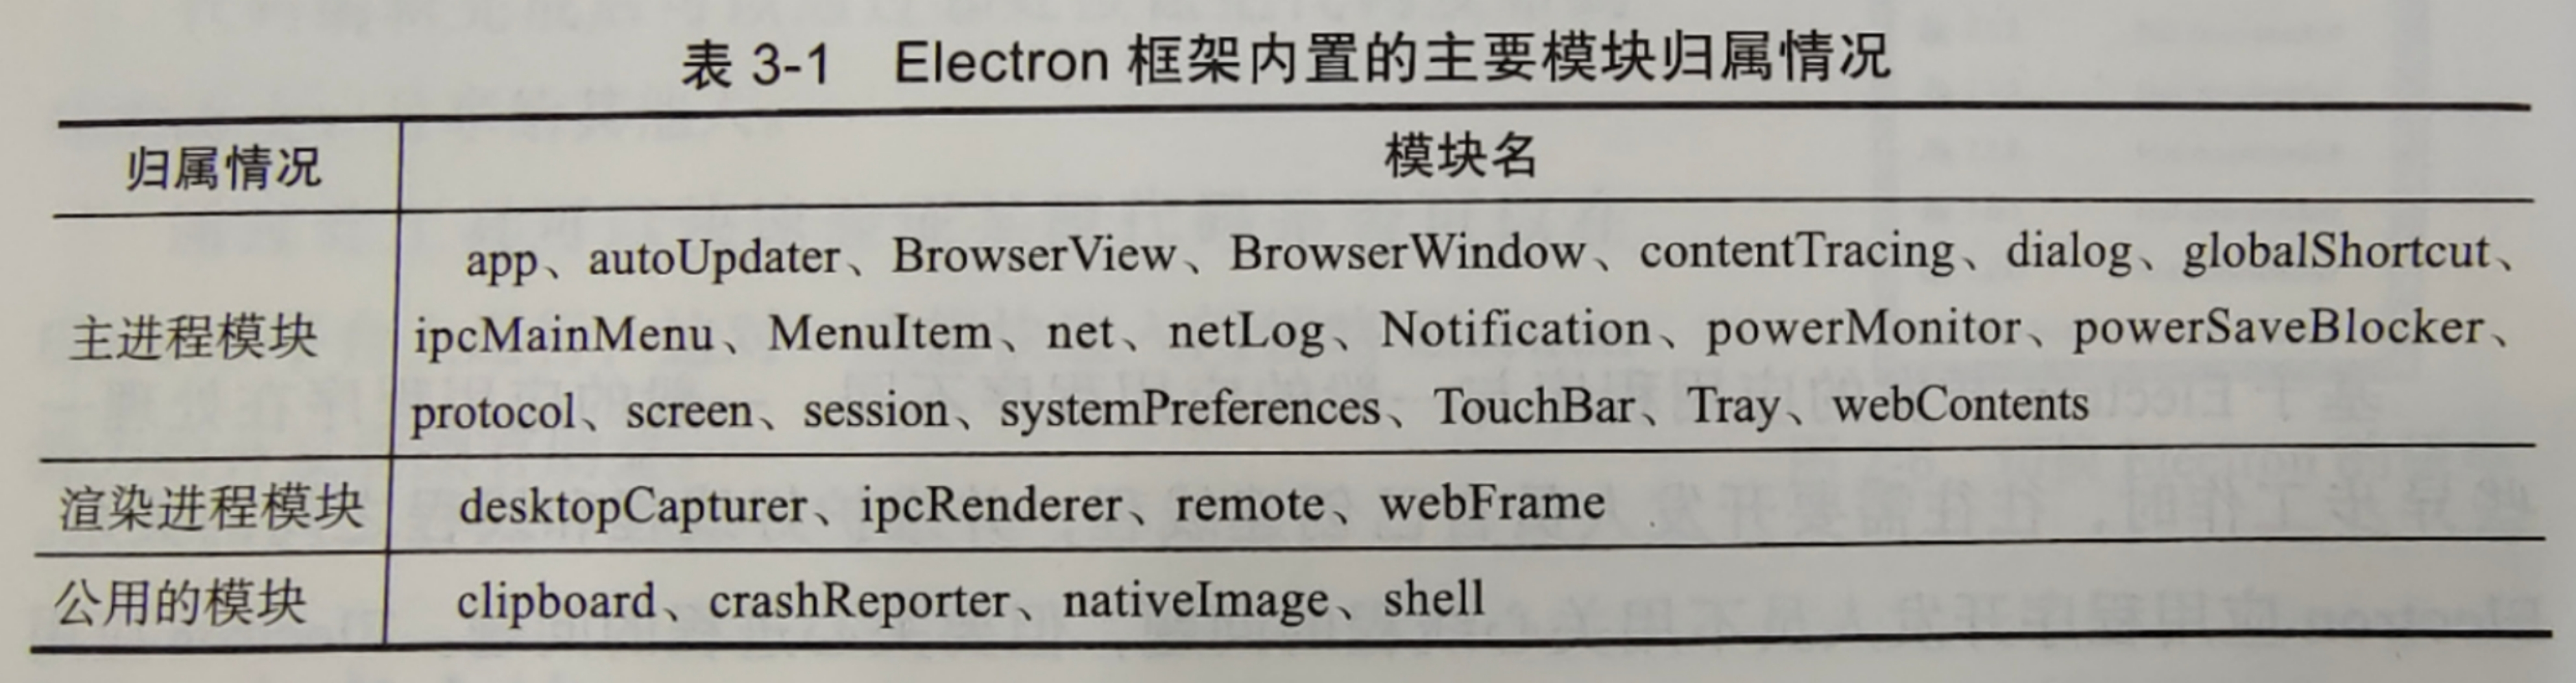 表 3-1 Electron 框架内置的主要模块归属情况
归属情况 模块名
app、autoUpdater、BrowserView、BrowserWindow、contentTracing、dialog、globalShortcut、
主进程模块 ipcMainMenu、MenuItem、net、netLog、Notification、powerMonitor、powerSaveBlocker、
protocol、screen、session、systemPreferences、TouchBar、Tray、webContents
渲染进程模块 desktopCapturer、ipcRenderer、remote、webFrame
公用的模块 clipboard、crashReporter、nativeImage、shell